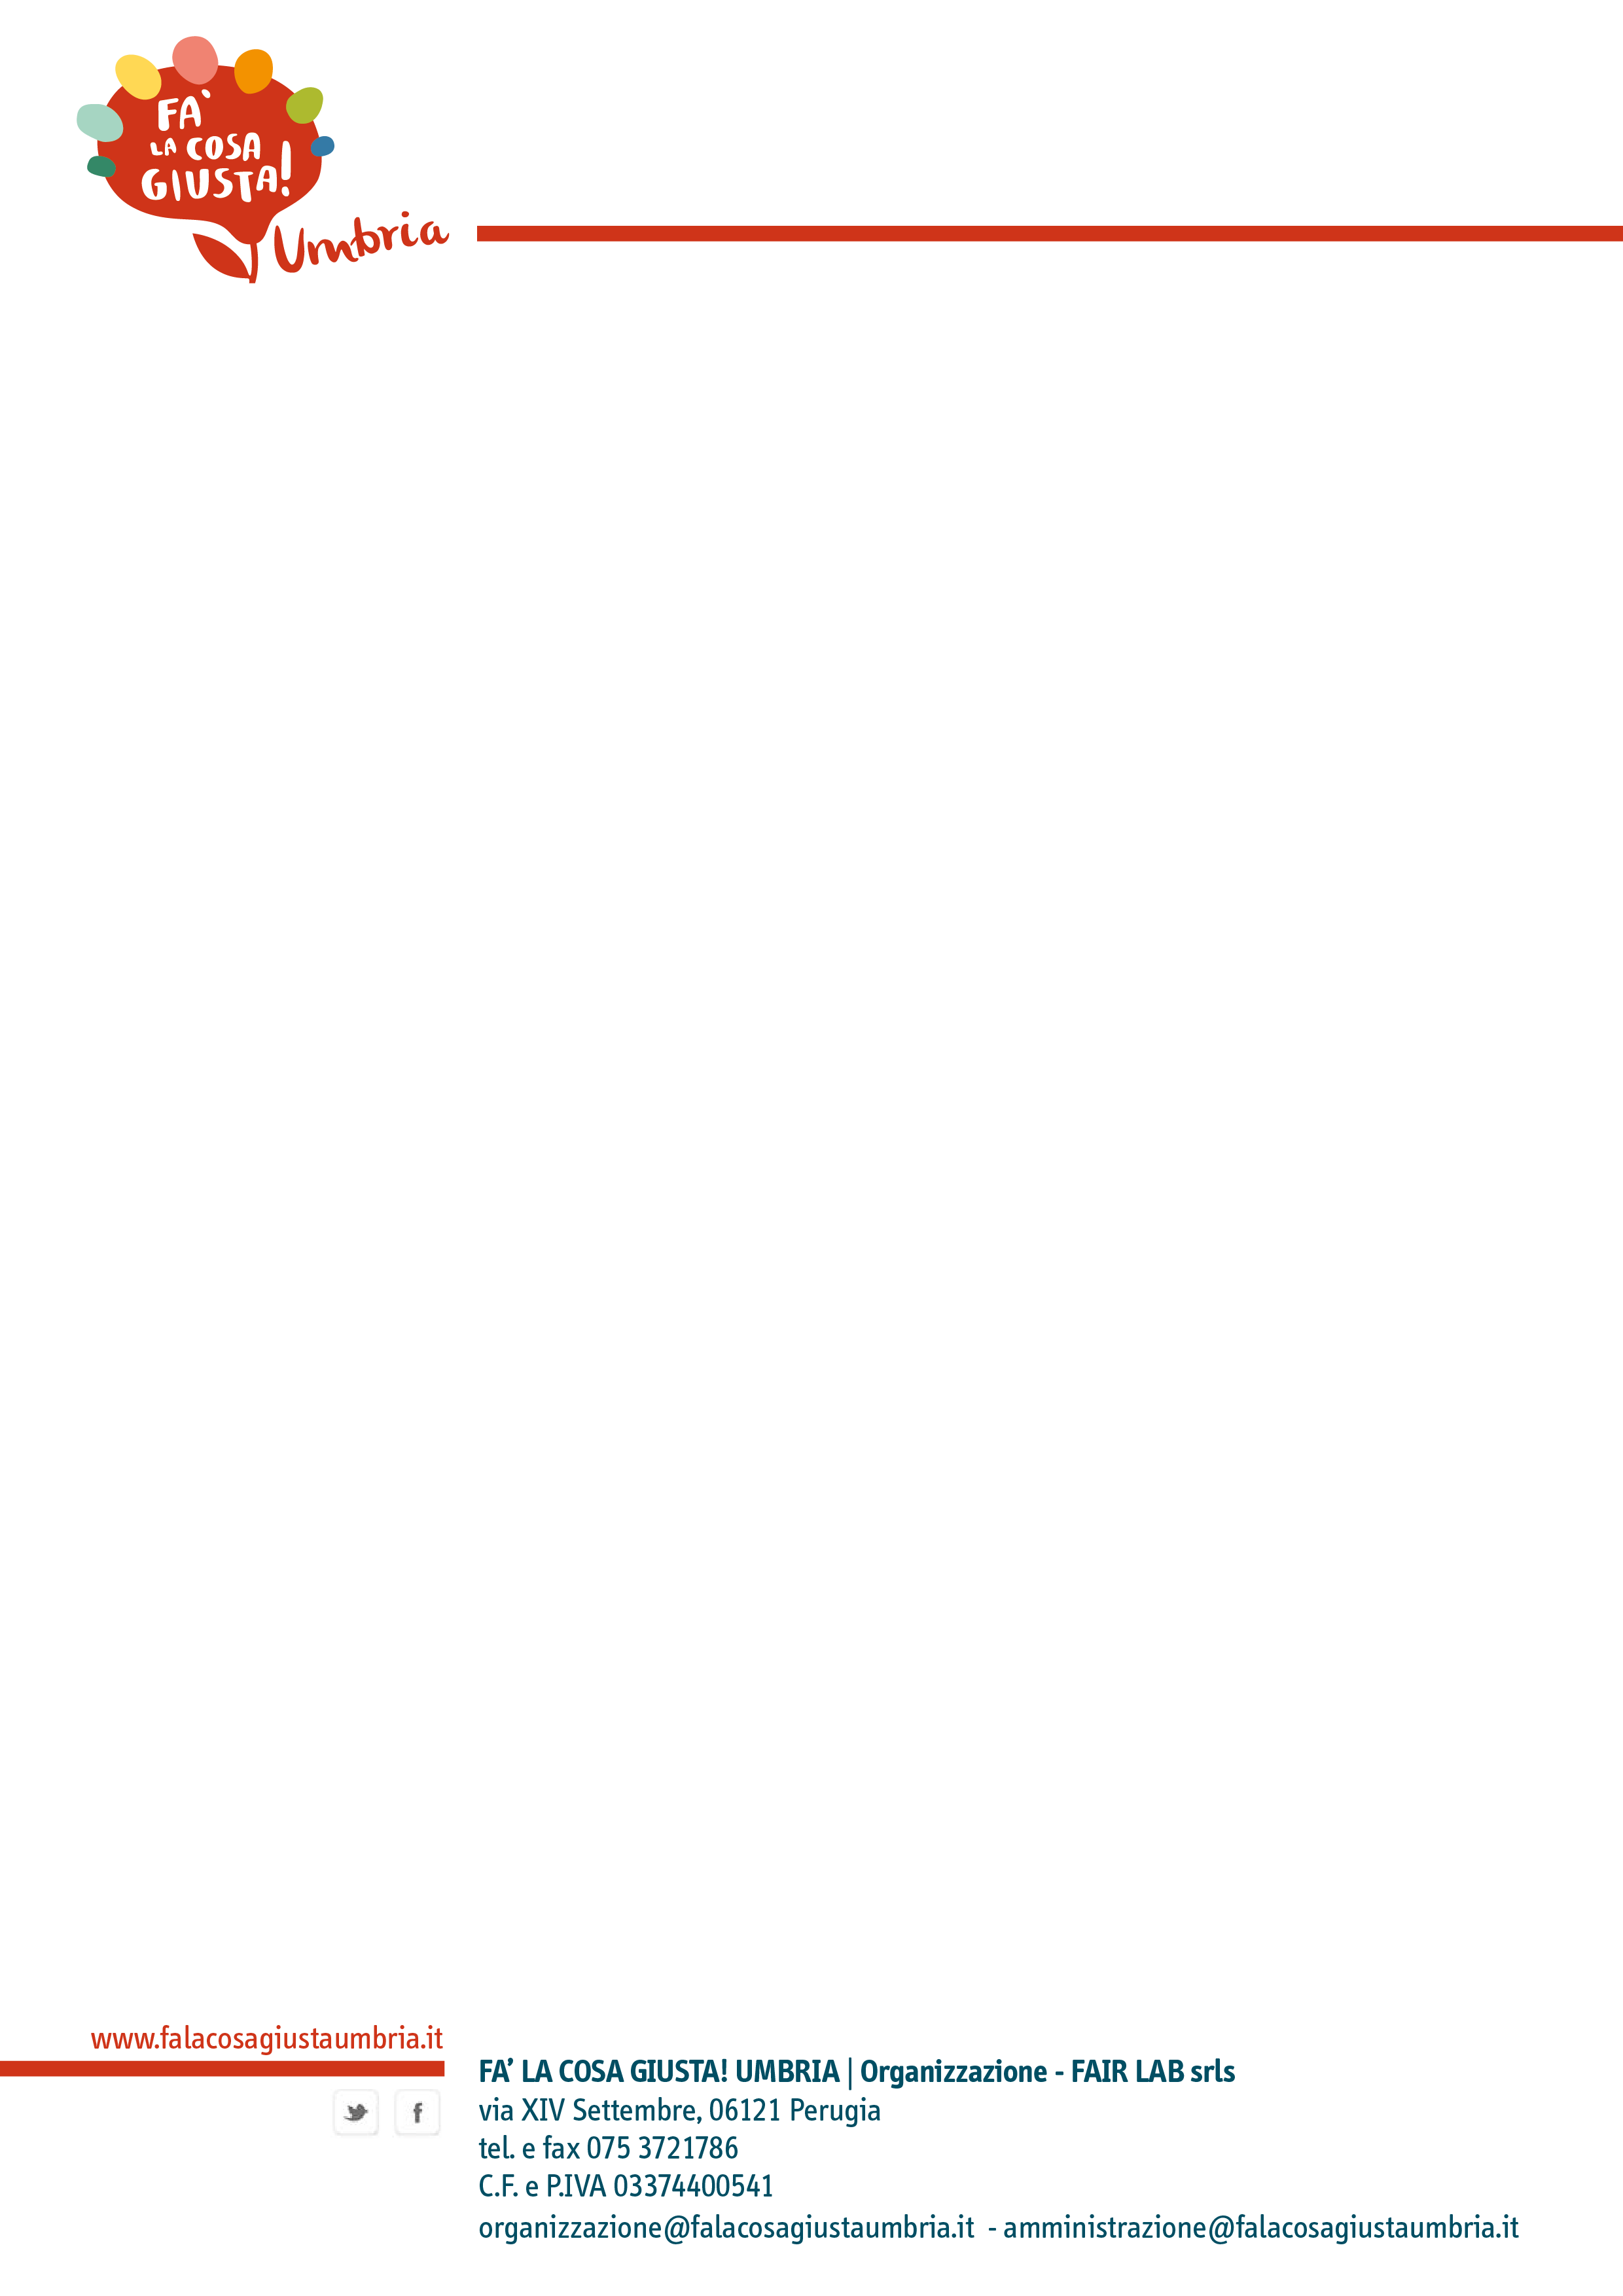 FA`
LA COSA
GIUSTA!
Umbria
www.falacosagiustaumbria.it
FA’ LA COSA GIUSTA! UMBRIA | Organizzazione - FAIR LAB srls
via XIV Settembre, 06121 Perugia
tel. e fax 075 3721786
C.F. e P.IVA 03374400541
organizzazione@falacosagiustaumbria.it - amministrazione@falacosagiustaumbria.it